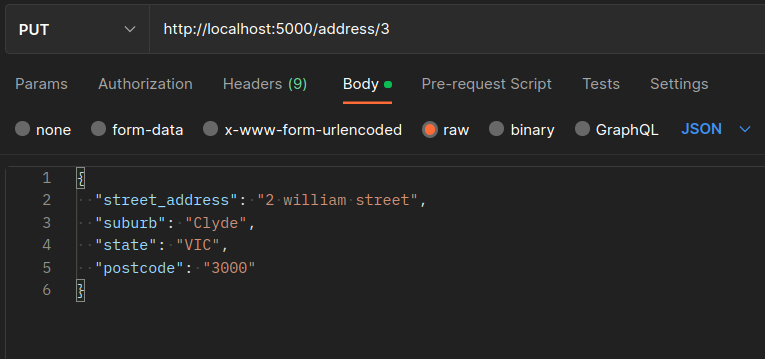 PUT http://localhost:5000/address/3
Params Authorization Headers (9) Body Pre-request Script Tests Settings
none form-data x-www-form-urlencoded raw binary GraphQL JSON
1 {
2 "street_address": "2 william street",
3 "suburb": "Clyde",
4 "state": "VIC",
5 "postcode": "3000"
6 }